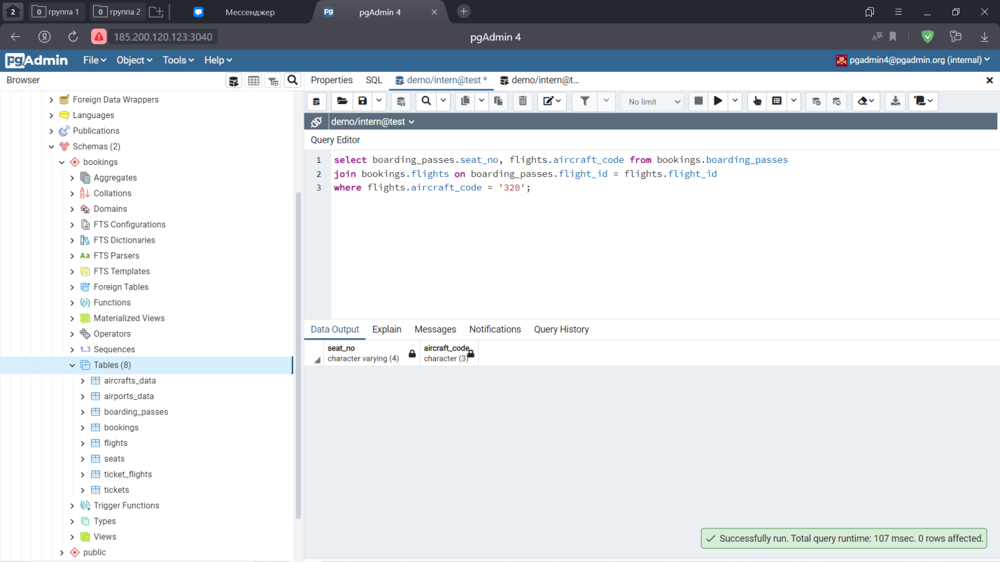 2
0 группа 1
0 группа 2
Мессенджер
pg pgAdmin 4
Я
185.200.120.123:3040
pgAdmin 4
pgAdmin
File
Object
Tools
Help
pgadmin4@pgadmin.org (internal)
Browser
Properties
SQL
demo/intern@test *
demo/intern@t...
Foreign Data Wrappers
Languages
Publications
Schemas (2)
bookings
Aggregates
Collations
Domains
FTS Configurations
FTS Dictionaries
Aa FTS Parsers
FTS Templates
Foreign Tables
Functions
Materialized Views
Operators
1..3 Sequences
Tables (8)
aircrafts_data
airports_data
boarding_passes
bookings
flights
seats
ticket_flights
tickets
Trigger Functions
Types
Views
public
No limit
demo/intern@test
Query Editor
1 select boarding_passes.seat_no, flights.aircraft_code from bookings.boarding_passes
2 join bookings.flights on boarding_passes.flight_id = flights.flight_id
3 where flights.aircraft_code = '320';
Data Output
Explain
Messages
Notifications
Query History
seat_no
character varying (4)
aircraft_code
character (3)
Successfully run. Total query runtime: 107 msec. 0 rows affected.